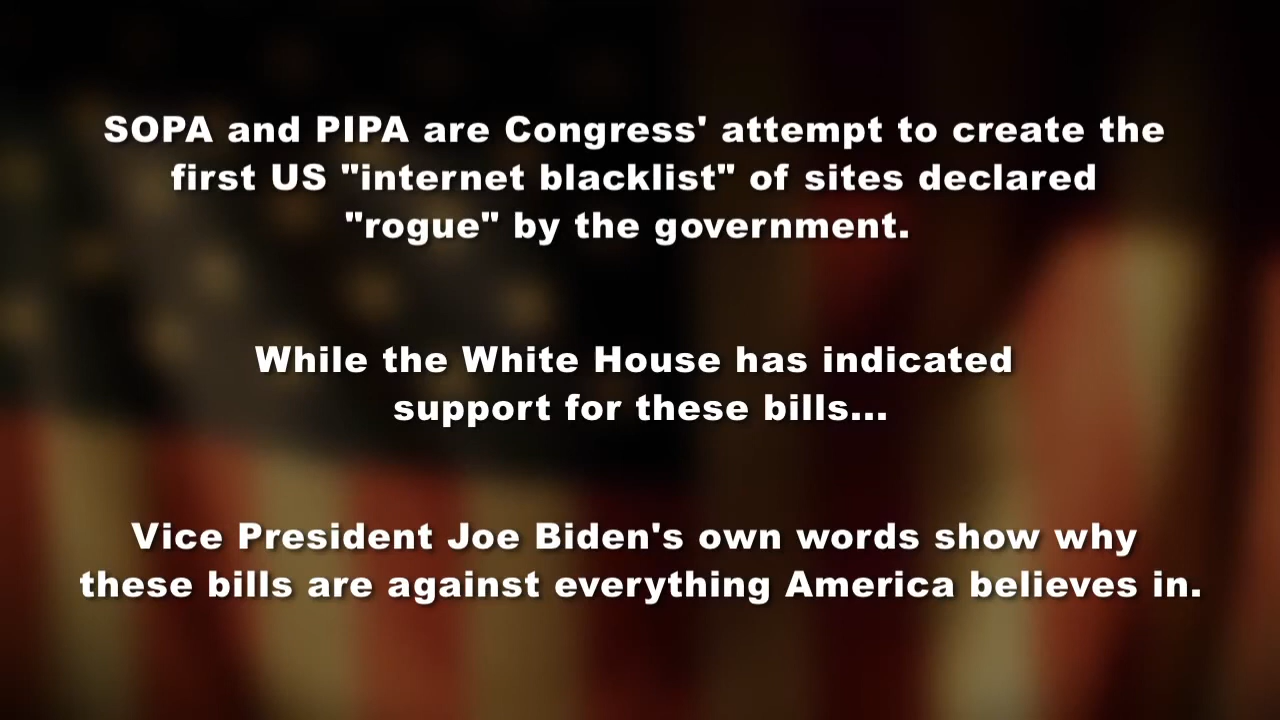 SOPA and PIPA are Congress' attempt to create the
first US "internet blacklist" of sites declared
"rogue" by the government.
While the White House has indicated
support for these bills...
Vice President Joe Biden's own words show why
these bills are against everything America believes in.